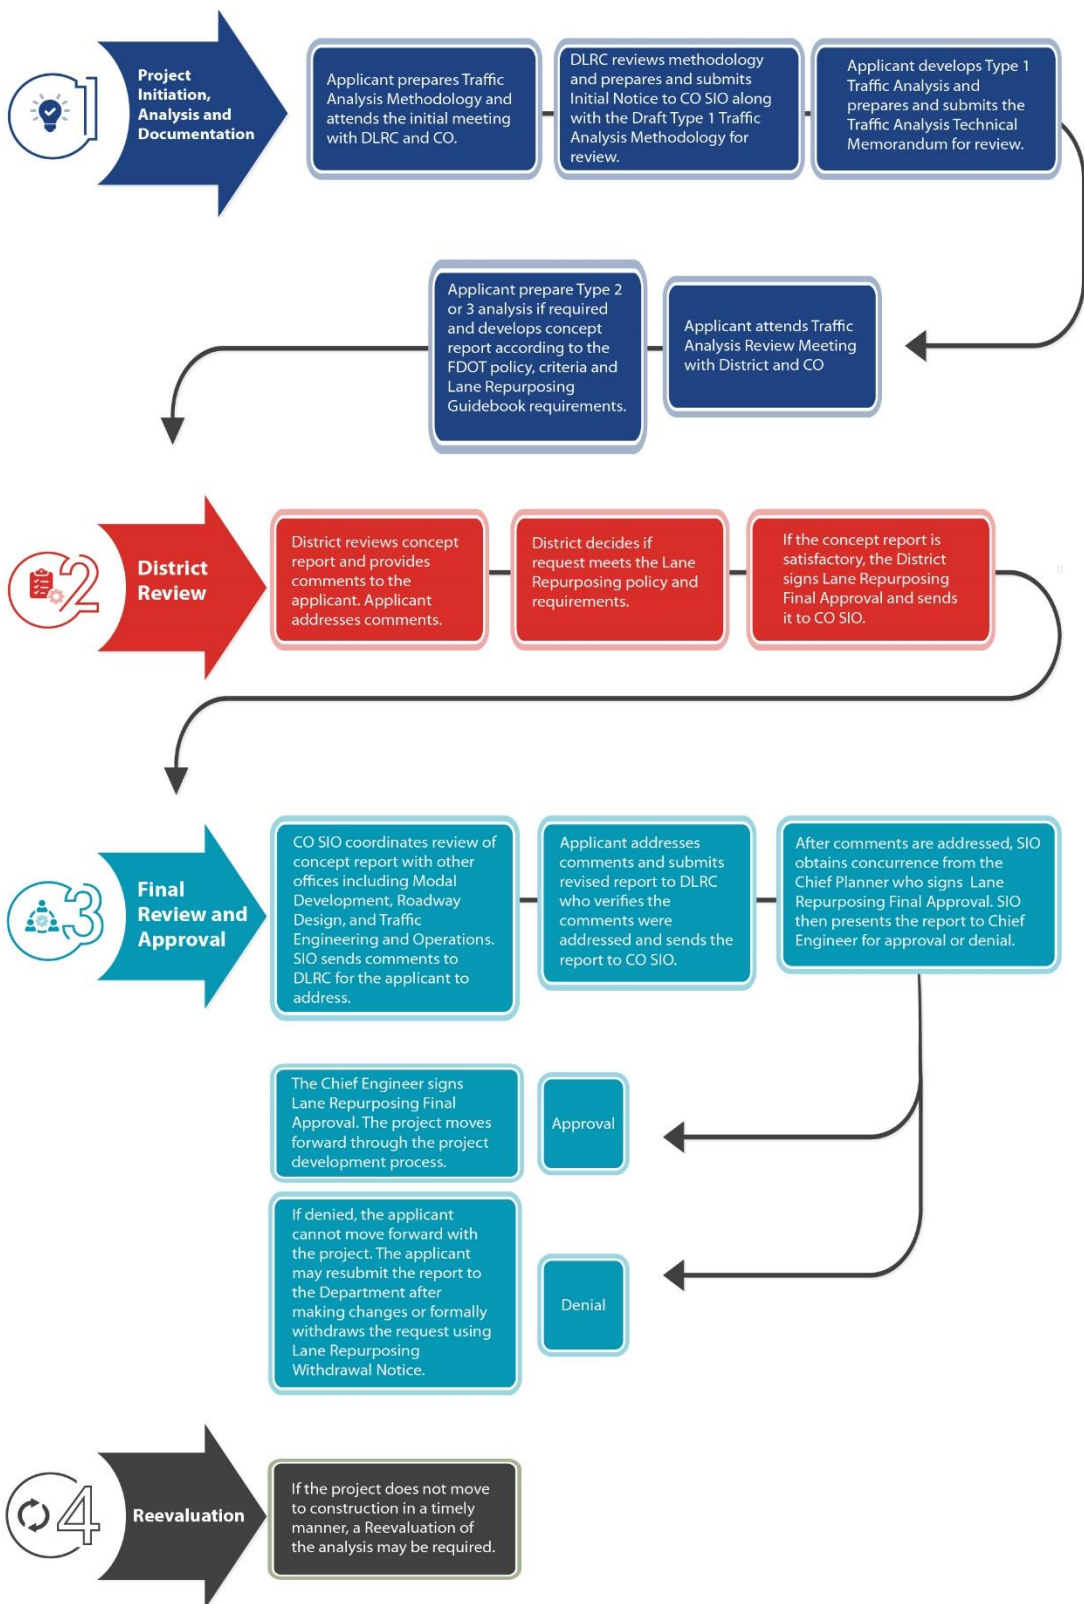 1
Project
Initiation,
Analysis and
Documentation
Applicant prepares Traffic
Analysis Methodology and
attends the initial meeting
with DLRC and CO.
DLRC reviews methodology
and prepares and submits
Initial Notice to CO SIO along
with the Draft Type 1 Traffic
Analysis Methodology for
review.
Applicant develops Type 1
Traffic Analysis and
prepares and submits the
Traffic Analysis Technical
Memorandum for review.
Applicant attends Traffic
Analysis Review Meeting
with District and CO
Applicant prepare Type 2
or 3 analysis if required
and develops concept
report according to the
FDOT policy, criteria and
Lane Repurposing
Guidebook requirements.
2
District
Review
District reviews concept
report and provides
comments to the
applicant. Applicant
addresses comments.
District decides if
request meets the Lane
Repurposing policy and
requirements.
If the concept report is
satisfactory, the District
signs Lane Repurposing
Final Approval and sends
it to CO SIO.
3
Final
Review and
Approval
CO SIO coordinates review of
concept report with other
offices including Modal
Development, Roadway
Design, and Traffic
Engineering and Operations.
SIO sends comments to
DLRC for the applicant to
address.
Applicant addresses
comments and submits
revised report to DLRC
who verifies the
comments were
addressed and sends the
report to CO SIO.
After comments are addressed, SIO
obtains concurrence from the
Chief Planner who signs Lane
Repurposing Final Approval. SIO
then presents the report to Chief
Engineer for approval or denial.
The Chief Engineer signs
Lane Repurposing Final
Approval. The project moves
forward through the project
development process.
Approval
If denied, the applicant
cannot move forward with
the project. The applicant
may resubmit the report to
the Department after
making changes or formally
withdraws the request using
Lane Repurposing
Withdrawal Notice.
Denial
4
Reevaluation
If the project does not move
to construction in a timely
manner, a Reevaluation of
the analysis may be required.